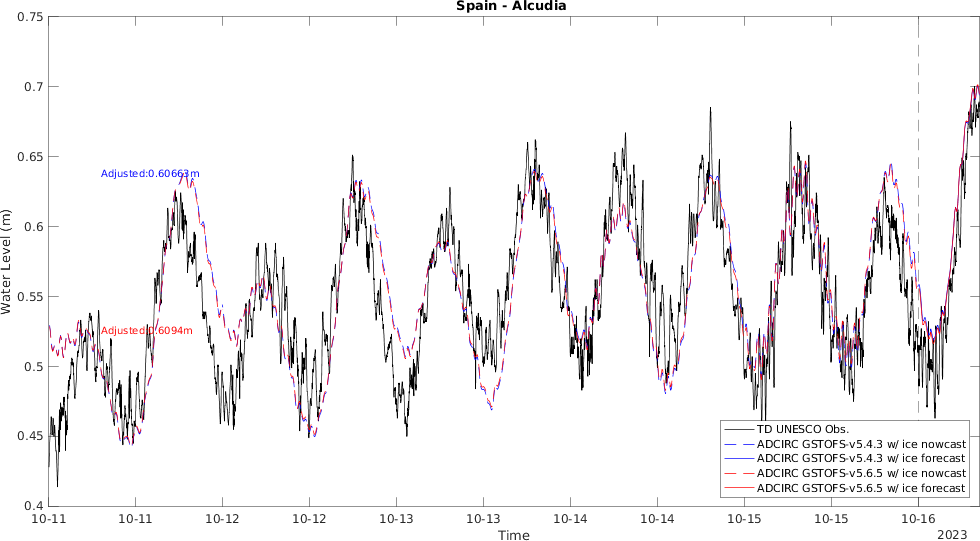 Spain - Alcudia
0.75
0.7
0.65
0.6
0.55
0.5
0.45
0.4
Water Level (m)
Adjusted:0.60663m
Adjusted:0.6094m
TD UNESCO Obs.
ADCIRC GSTOFS-v5.4.3 w/ ice nowcast
ADCIRC GSTOFS-v5.4.3 w/ ice forecast
ADCIRC GSTOFS-v5.6.5 w/ ice nowcast
ADCIRC GSTOFS-v5.6.5 w/ ice forecast
10-11 10-11 10-12 10-12 10-13 10-13 10-14 10-14 10-15 10-15 10-16
Time
2023